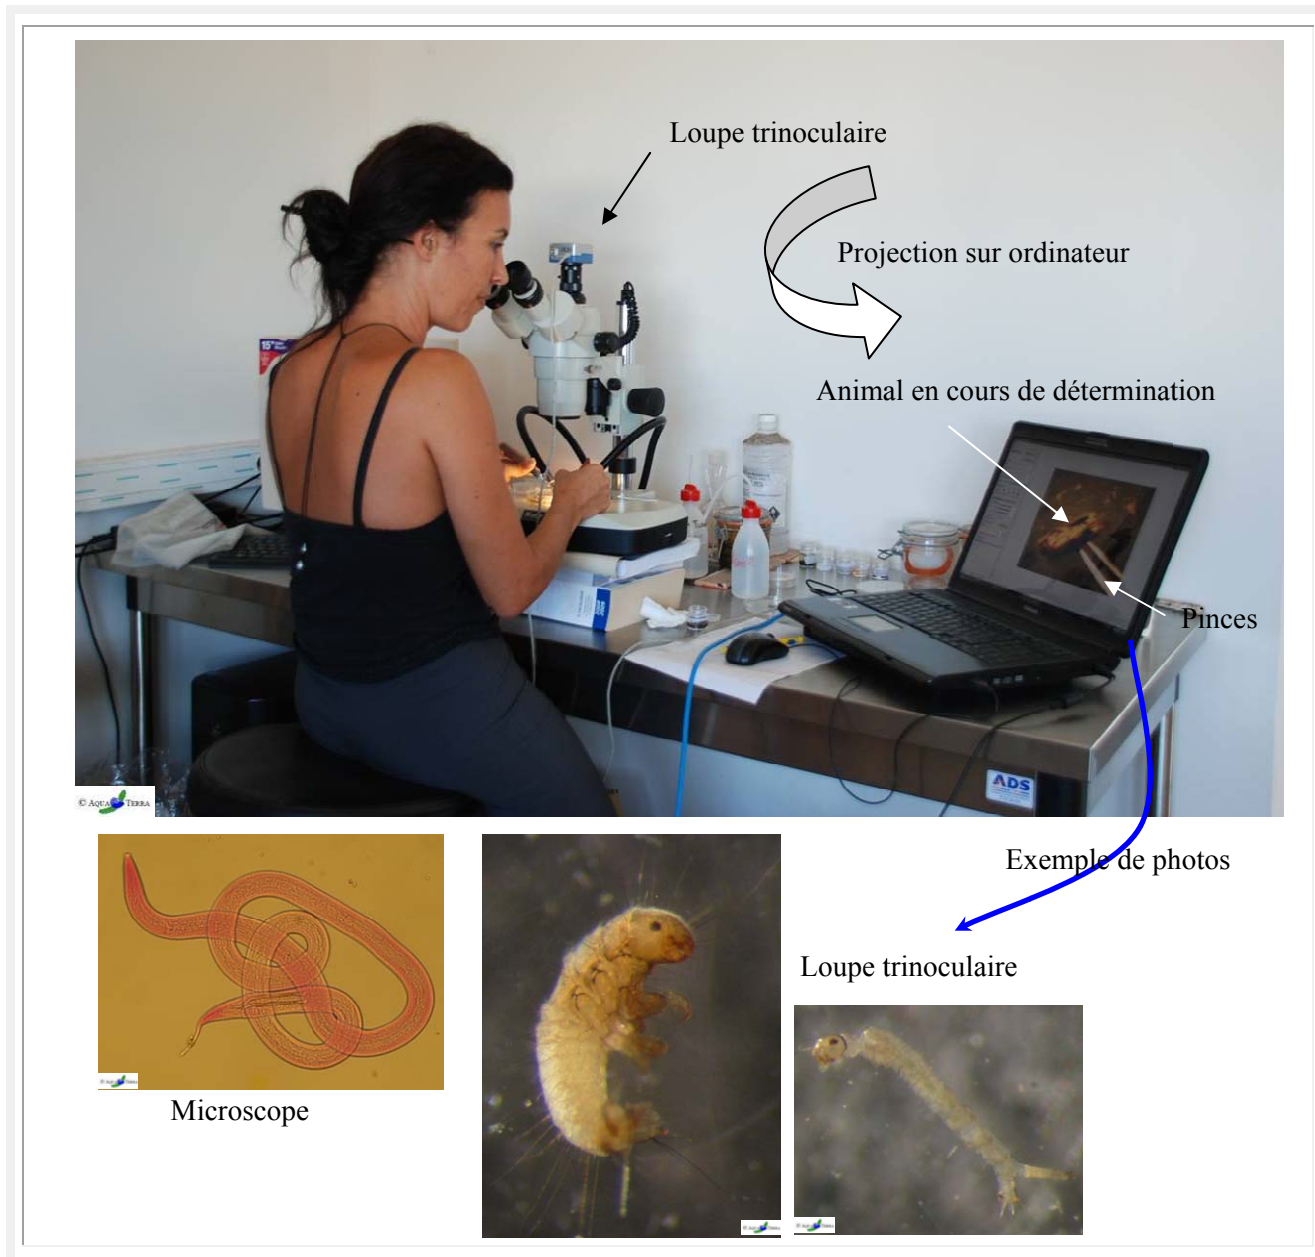 Loupe trinoculaire
Projection sur ordinateur
Animal en cours de détermination
Pinces
ADS
© AQUA TERRA
Exemple de photos
Loupe trinoculaire
Microscope